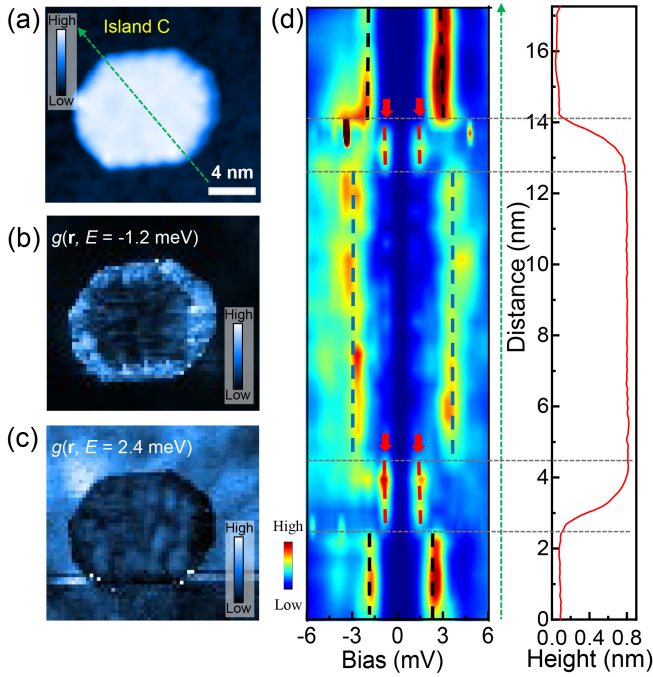 (a)
Island C
High
Low
4 nm
(b)
g(r, E = -1.2 meV)
High
Low
(c)
g(r, E = 2.4 meV)
High
Low
(d)
High
Low
-6 -3 0 3 6
Bias (mV)
16
14
12
10
8
6
4
2
0
Distance (nm)
0.0 0.4 0.8
Height (nm)